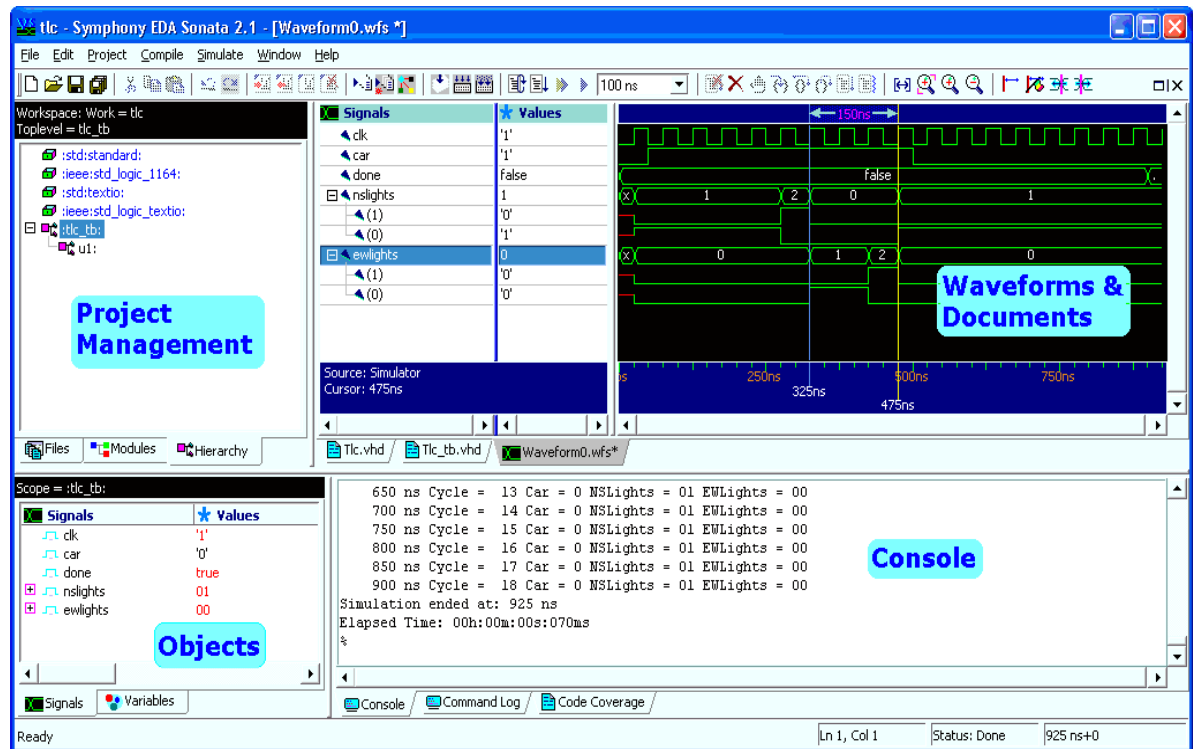 tlc - Symphony EDA Sonata 2.1 - [Waveform0.wfs *]
File Edit Project Compile Simulate Window Help
100 ns
Workspace: Work = tlc
Toplevel = tlc_tb
:std:standard:
:ieee:std_logic_1164:
:std:textio:
:ieee:std_logic_textio:
:tlc_tb:
u1:
Project
Management
Files Modules Hierarchy
Signals Values
clk '1'
car '1'
done false
nslights 1
(1) '0'
(0) '1'
ewlights 0
(1) '0'
(0) '0'
150ns
false
x 1 2 0 1
x 0 1 2 0
Waveforms &
Documents
Source: Simulator
Cursor: 475ns
250ns 500ns 750ns
325ns
475ns
Tlc.vhd Tlc_tb.vhd Waveform0.wfs*
Scope = :tlc_tb:
Signals Values
clk '1'
car '0'
done true
nslights 01
ewlights 00
Objects
Signals Variables
650 ns Cycle = 13 Car = 0 NSLights = 01 EWLights = 00
700 ns Cycle = 14 Car = 0 NSLights = 01 EWLights = 00
750 ns Cycle = 15 Car = 0 NSLights = 01 EWLights = 00
800 ns Cycle = 16 Car = 0 NSLights = 01 EWLights = 00
850 ns Cycle = 17 Car = 0 NSLights = 01 EWLights = 00
900 ns Cycle = 18 Car = 0 NSLights = 01 EWLights = 00
Simulation ended at: 925 ns
Elapsed Time: 00h:00m:00s:070ms
%
Console
Console Command Log Code Coverage
Ready Ln 1, Col 1 Status: Done 925 ns+0